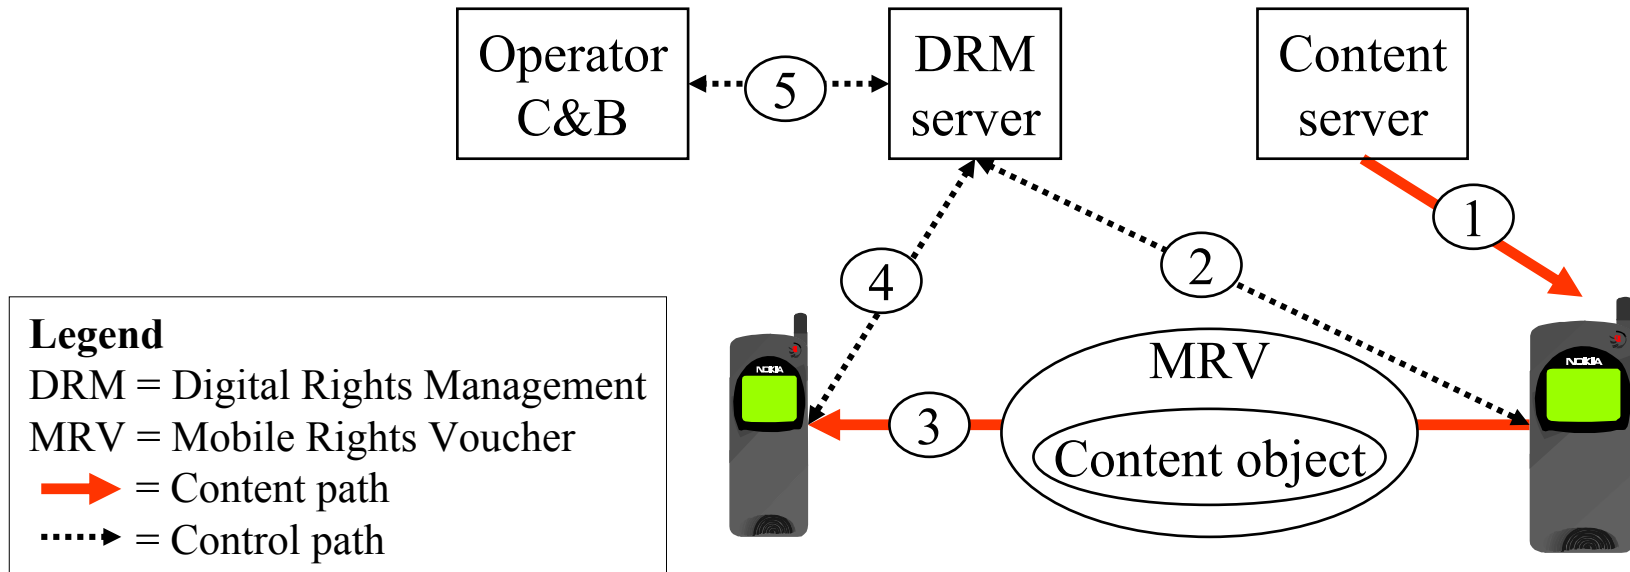 Operator
C&B
5
DRM
server
Content
server
1
2
4
Legend
DRM = Digital Rights Management
MRV = Mobile Rights Voucher
= Content path
= Control path
NOKIA
3
MRV
Content object
NOKIA